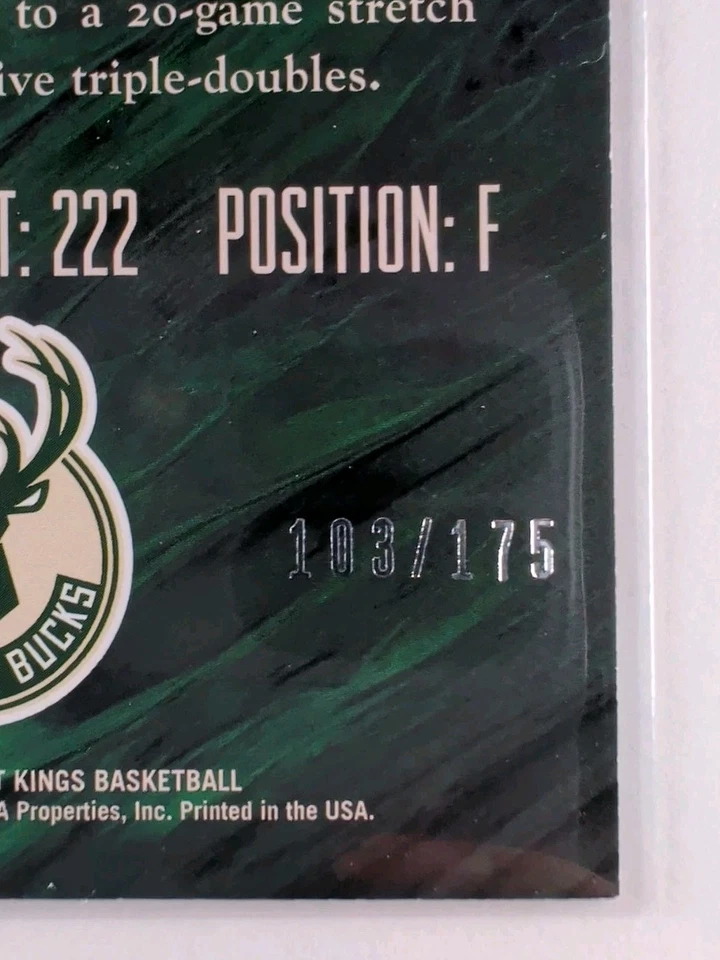 to a 20-game stretch
ive triple-doubles.
T: 222 POSITION: F
BUCKS
103/175
T KINGS BASKETBALL
A Properties, Inc. Printed in the USA.